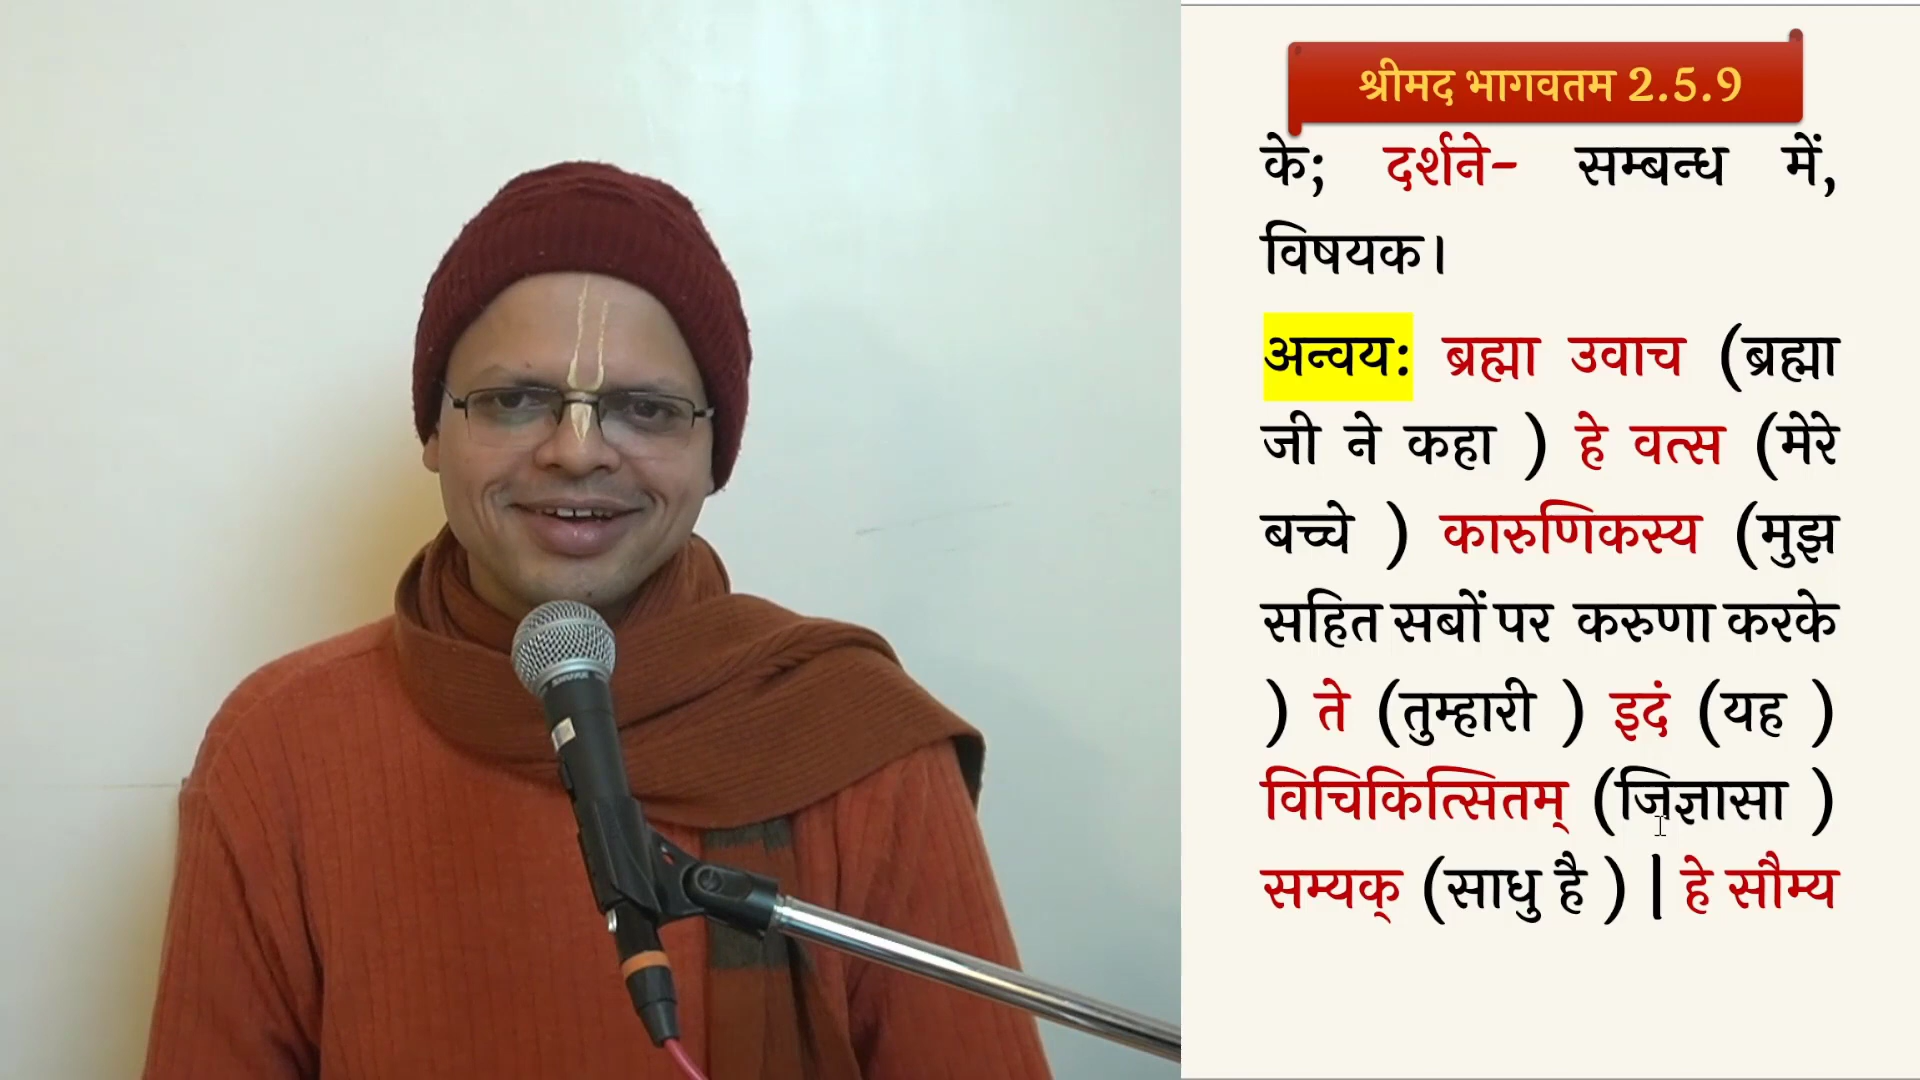 श्रीमद भागवतम 2.5.9
के; दर्शने- सम्बन्ध में,
विषयक।
अन्वय: ब्रह्मा उवाच (ब्रह्मा
जी ने कहा ) हे वत्स (मेरे
बच्चे ) कारुणिकस्य (मुझ
सहित सबों पर करुणा करके
) ते (तुम्हारी ) इदं (यह )
विचिकित्सितम् (जिज्ञासा )
सम्यक् (साधु है ) | हे सौम्य
SHURE